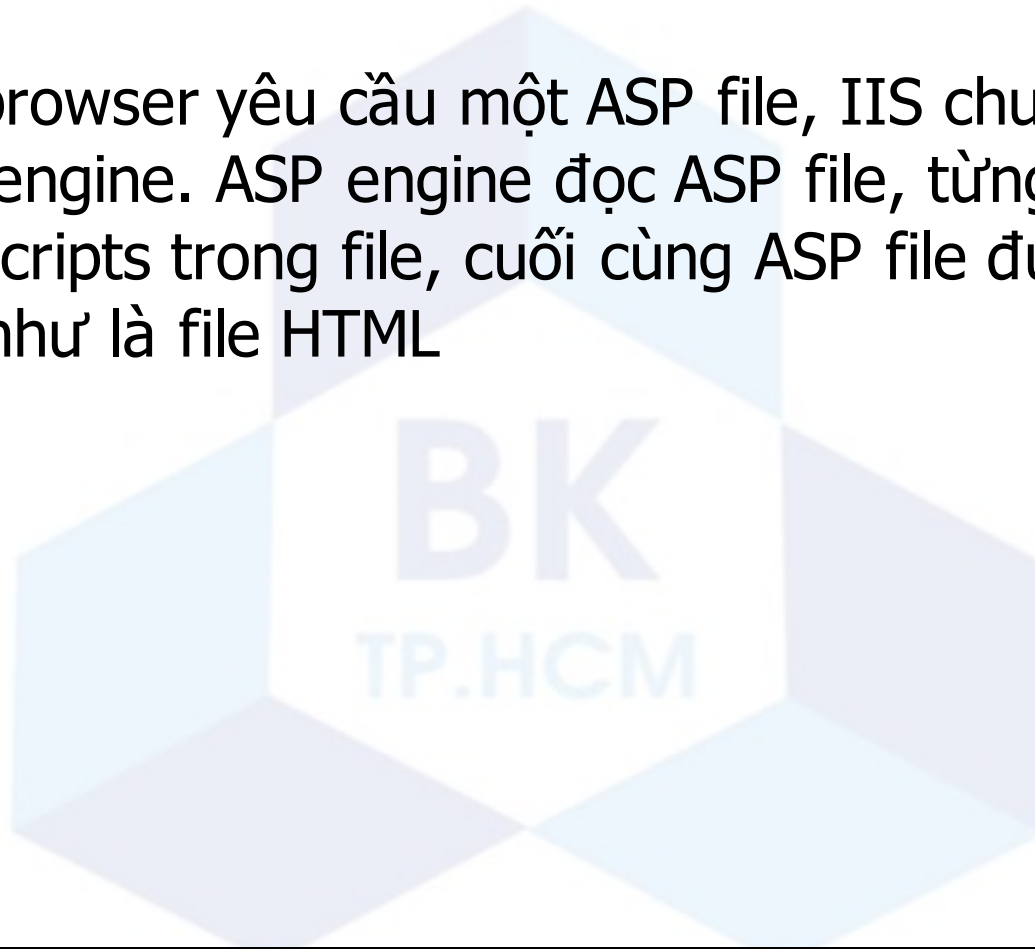 browser yêu cầu một ASP file, IIS chu
engine. ASP engine đọc ASP file, từng
cripts trong file, cuối cùng ASP file đư
như là file HTML
BK
TP.HCM